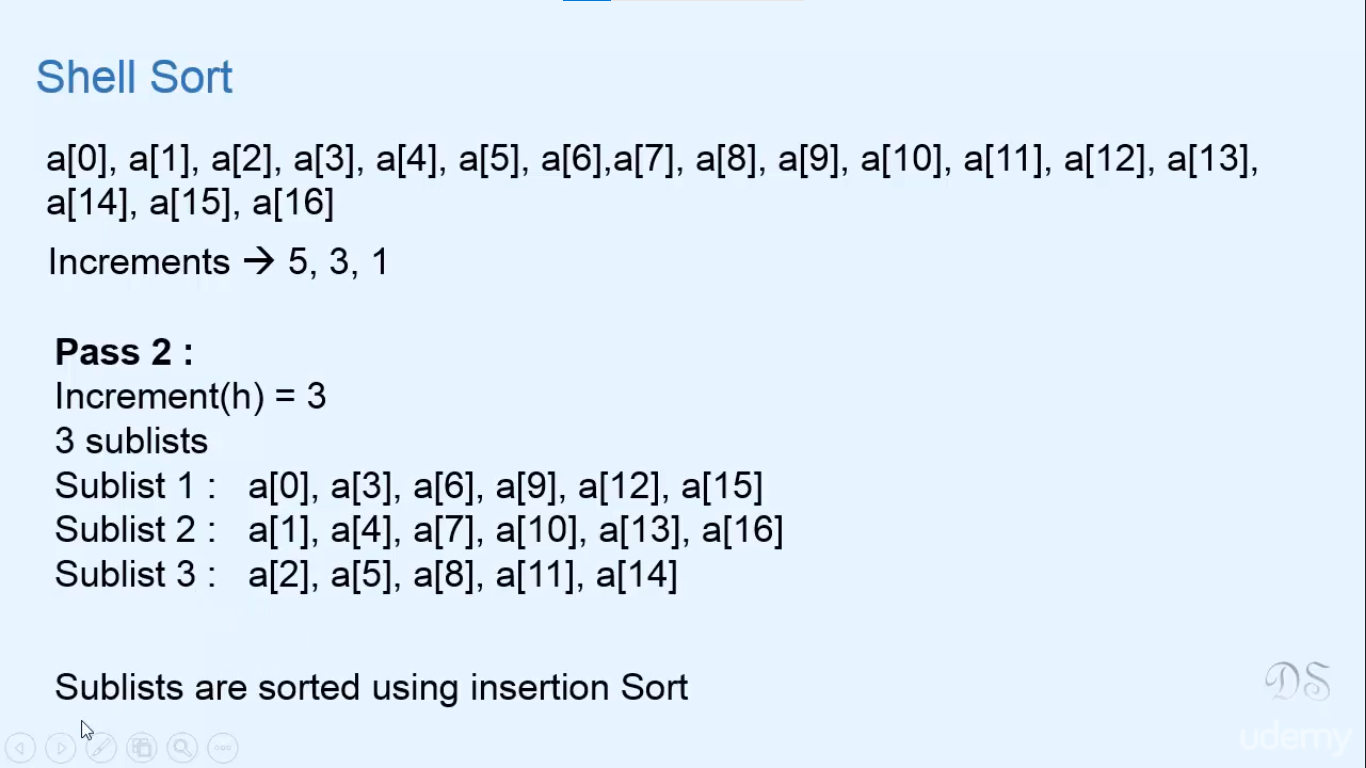 Shell Sort
a[0], a[1], a[2], a[3], a[4], a[5], a[6],a[7], a[8], a[9], a[10], a[11], a[12], a[13],
a[14], a[15], a[16]
Increments → 5, 3, 1
Pass 2 :
Increment(h) = 3
3 sublists
Sublist 1 : a[0], a[3], a[6], a[9], a[12], a[15]
Sublist 2 : a[1], a[4], a[7], a[10], a[13], a[16]
Sublist 3 : a[2], a[5], a[8], a[11], a[14]
Sublists are sorted using insertion Sort
DS
udemy